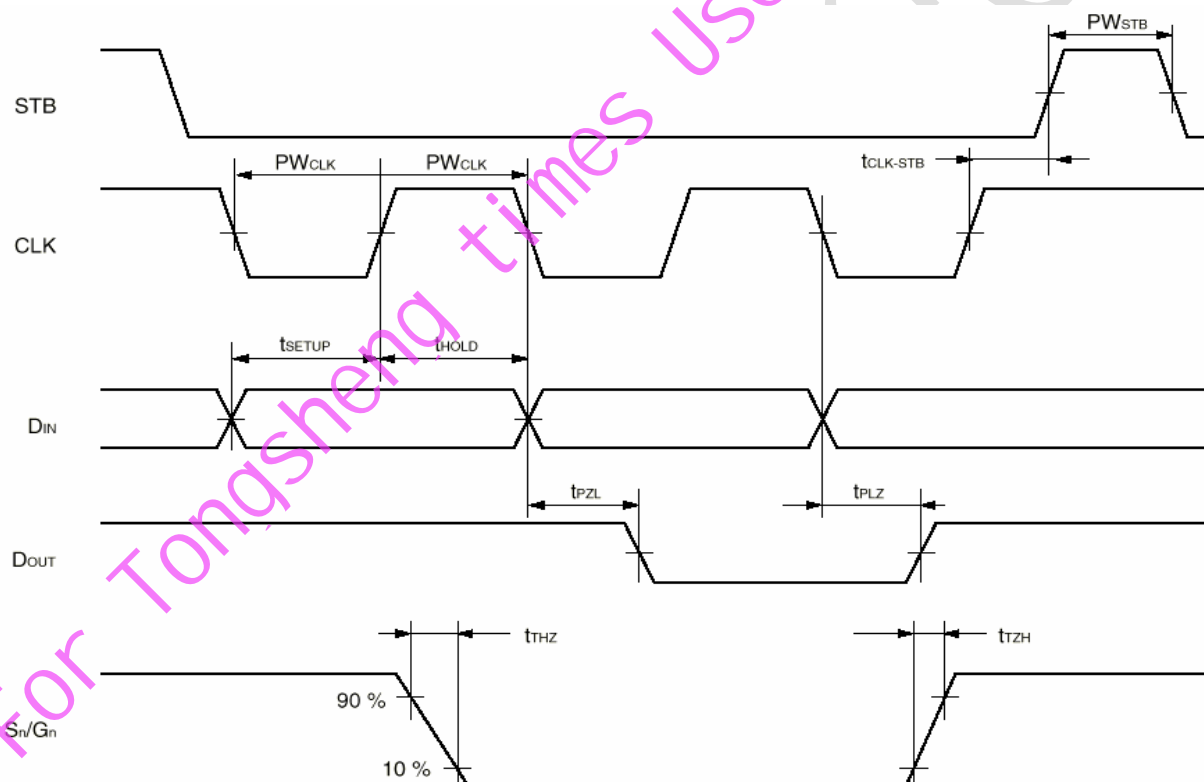 PWSTB
STB
PWCLK PWCLK
tCLK-STB
CLK
tSETUP tHOLD
DIN
tPZL tPLZ
DOUT
tTHZ tTZH
90 %
Sn/Gn
10 %
for Tongsheng times Use